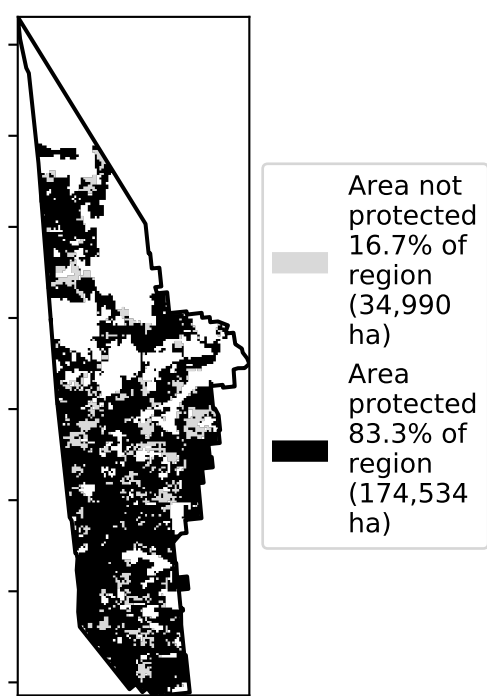 Area not
protected
16.7% of
region
(34,990
ha)
Area
protected
83.3% of
region
(174,534
ha)